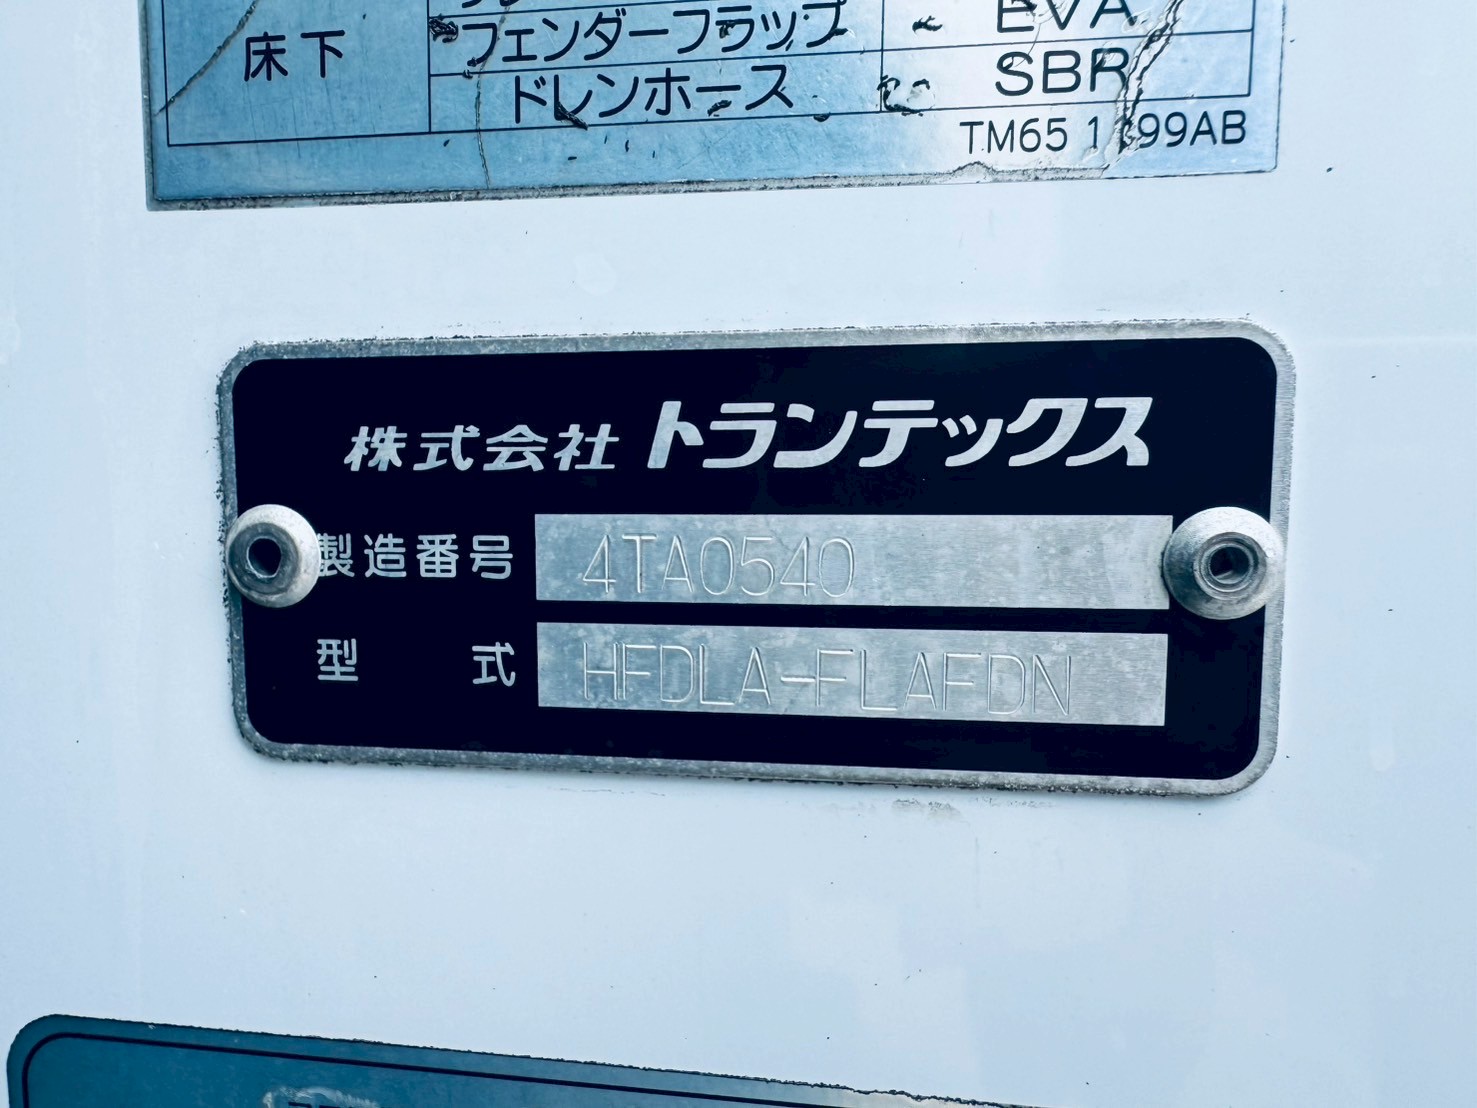 床下
フェンダーフラップ
EVA
ドレンホース
SBR
株式会社 トランテックス
製造番号 4TA0540
型式 HFDLA-FLAFDN